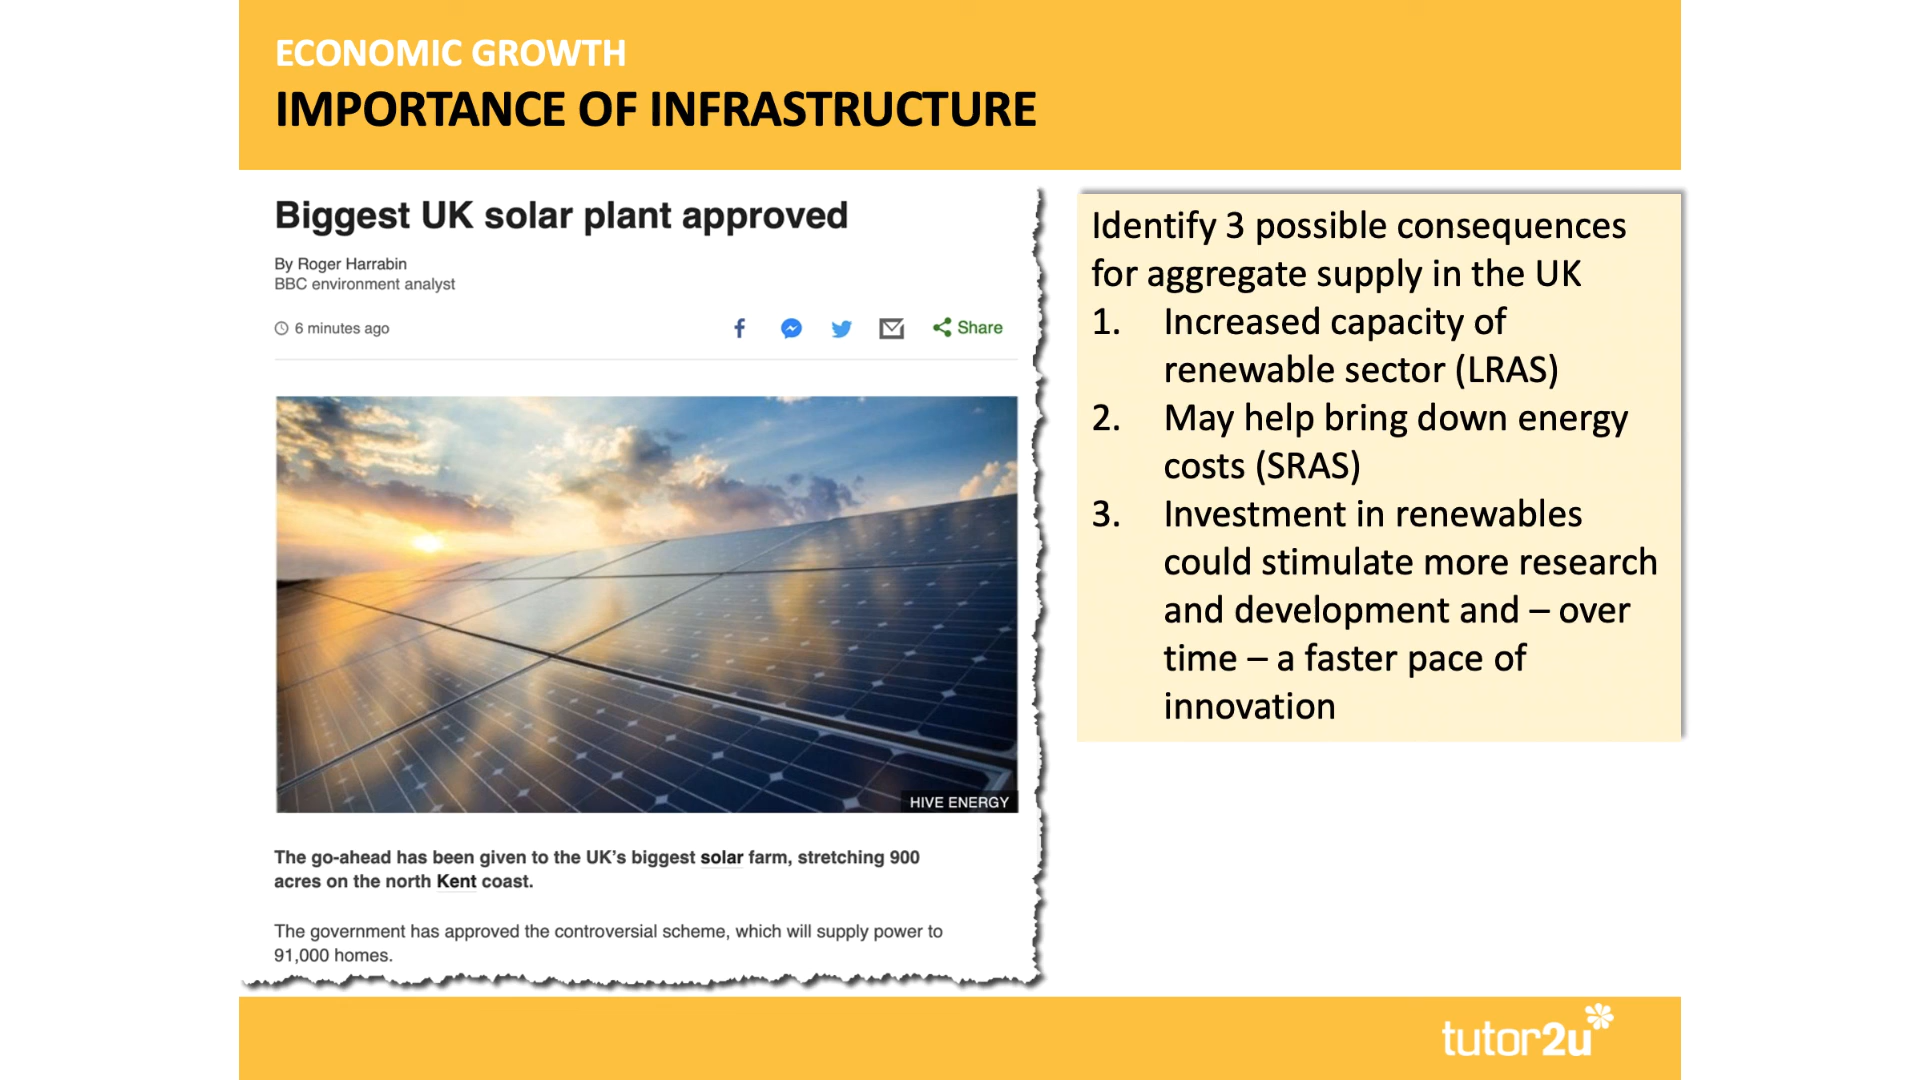 ECONOMIC GROWTH
IMPORTANCE OF INFRASTRUCTURE
Biggest UK solar plant approved
By Roger Harrabin
BBC environment analyst
6 minutes ago
Share
HIVE ENERGY
The go-ahead has been given to the UK's biggest solar farm, stretching 900
acres on the north Kent coast.
The government has approved the controversial scheme, which will supply power to
91,000 homes.
Identify 3 possible consequences
for aggregate supply in the UK
1. Increased capacity of
renewable sector (LRAS)
2. May help bring down energy
costs (SRAS)
3. Investment in renewables
could stimulate more research
and development and – over
time – a faster pace of
innovation
tutor2u